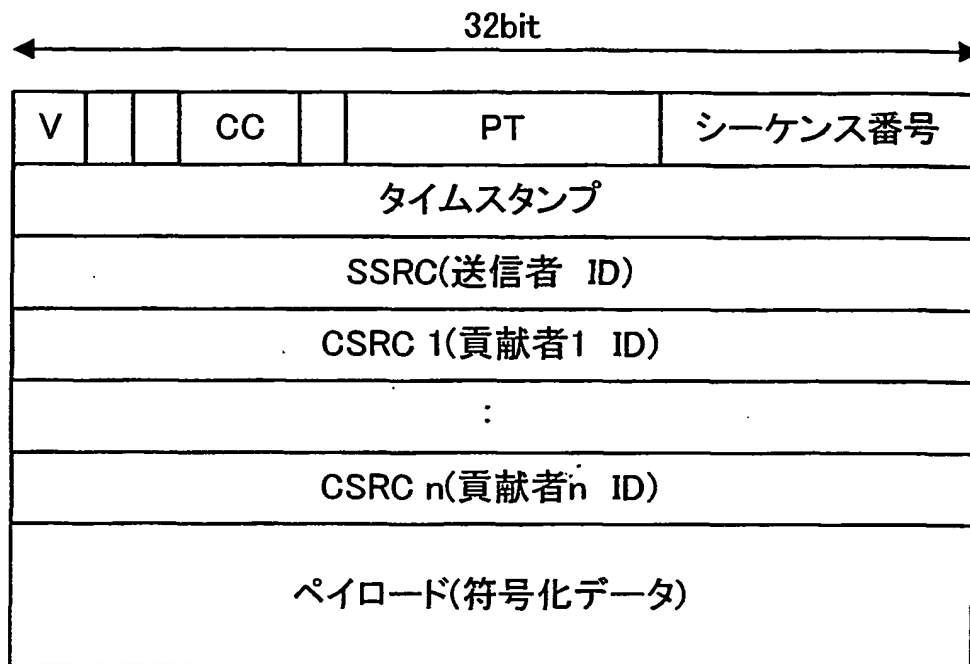 32bit
V CC PT シーケンス番号
タイムスタンプ
SSRC(送信者 ID)
CSRC 1(貢献者1 ID)
:
CSRC n(貢献者n ID)
ペイロード(符号化データ)